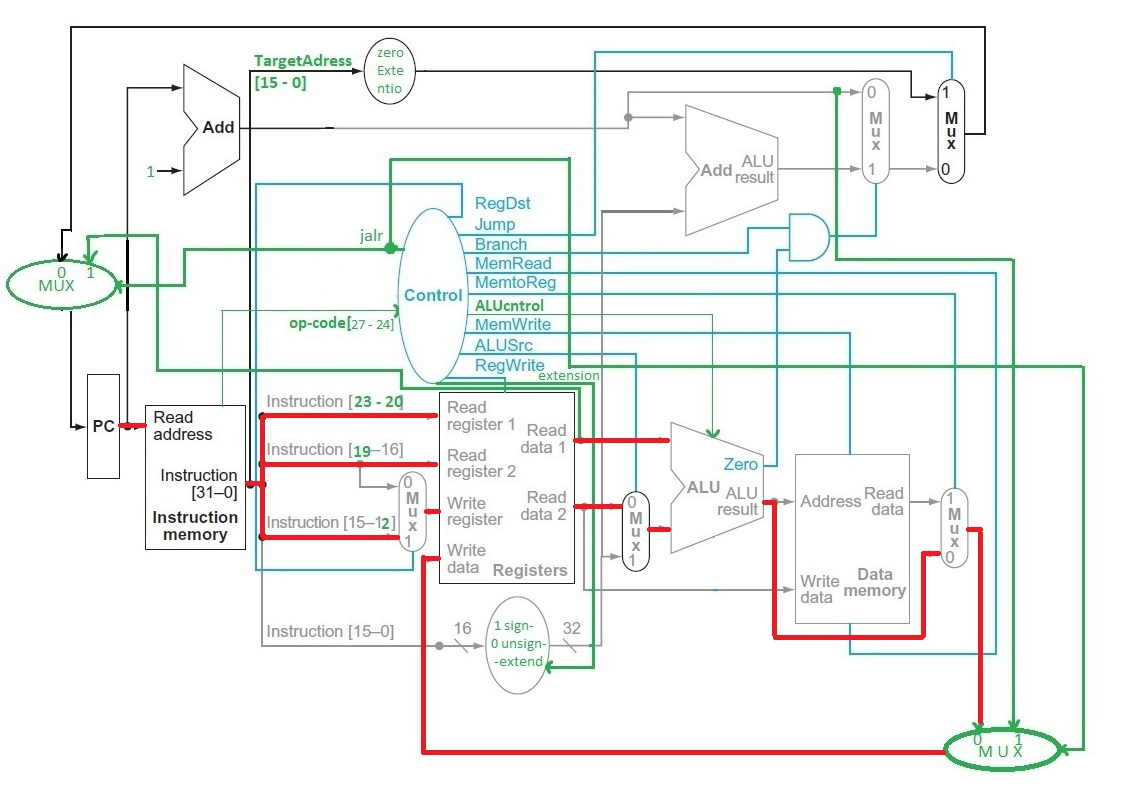 TargetAdress
[15 - 0]
zero
Exte
ntio
Add
1
0
M
u
x
1
1
M
u
x
0
Add
ALU
result
RegDst
Jump
Branch
MemRead
MemtoReg
ALUcntrol
MemWrite
ALUSrc
RegWrite
extension
Control
jalr
op-code[27 - 24]
0 1
MUX
PC
Read
address
Instruction
[31–0]
Instruction
memory
Instruction [23 - 20]
Instruction [19–16]
0
M
u
x
1
Instruction [15–12]
Instruction [15–0]
Read
register 1
Read
register 2
Write
register
Write
data
Read
data 1
Read
data 2
Registers
16
1 sign-
0 unsign-
-extend
32
0
M
u
x
1
Zero
ALU
ALU
result
Address
Read
data
Write
data
Data
memory
1
M
u
x
0
0 1
M U X